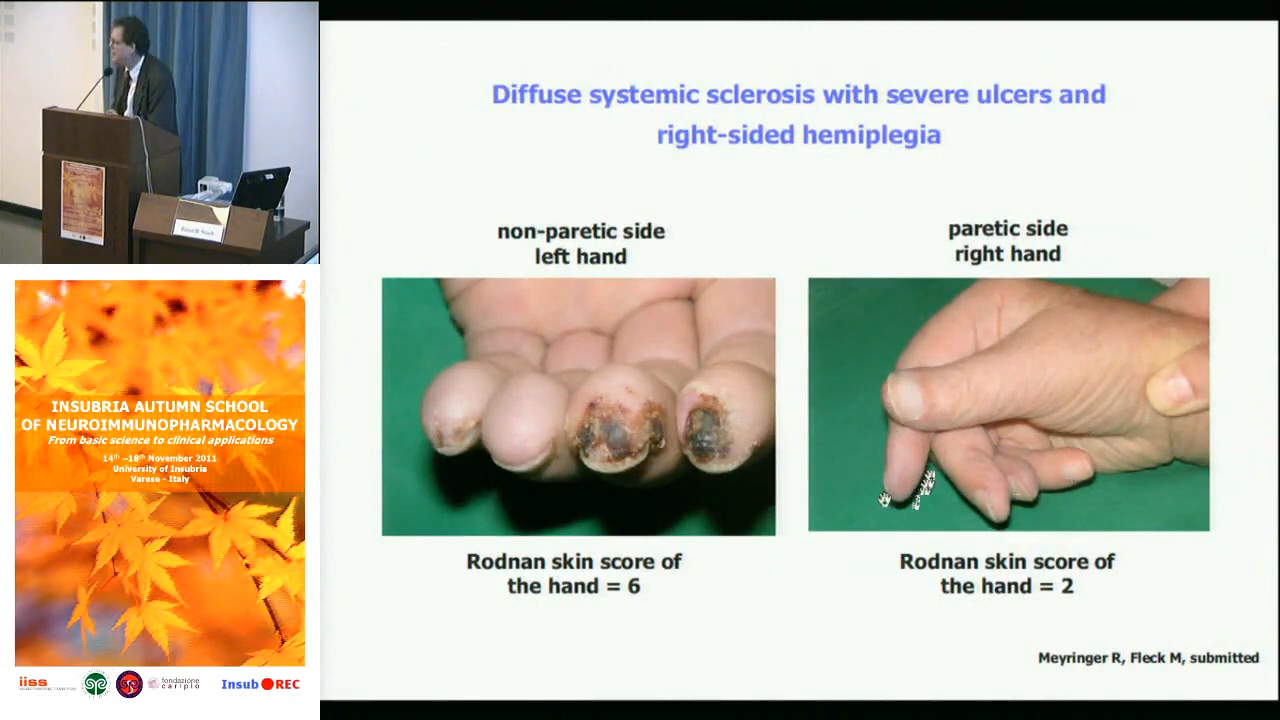 Diffuse systemic sclerosis with severe ulcers and
right-sided hemiplegia
non-paretic side
left hand
paretic side
right hand
Rodnan skin score of
the hand = 6
Rodnan skin score of
the hand = 2
Meyringer R, Fleck M, submitted
INSUBRIA AUTUMN SCHOOL
OF NEUROIMMUNOPHARMACOLOGY
From basic science to clinical applications
14th –18th November 2011
University of Insubria
Varese - Italy
iiss
fondazione
cariplo
Insub REC